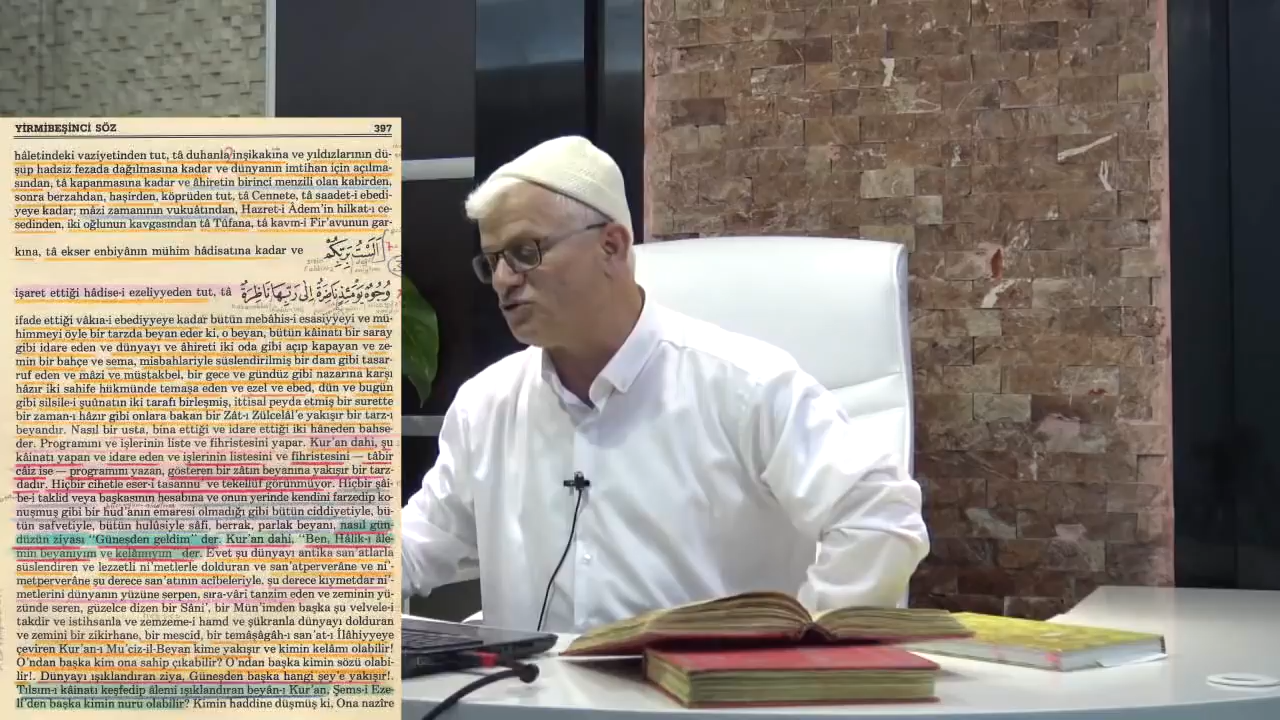 YİRMİBEŞİNCİ SÖZ 397
hâletindeki vaziyetinden tut, tâ duhanla inşikakına ve yıldızlarının dü-
şüp hadsiz fezada dağılmasına kadar ve dünyanın imtihan için açılma-
sından, tâ kapanmasına kadar ve âhiretin birinci menzili olan kabirden,
sonra berzahdan, haşirden, köprüden tut, tâ Cennete, tâ saadet-i ebedi-
yeye kadar; mâzi zamanının vukuâtından, Hazret-i Âdem'in hilkat-ı ce-
sedinden, iki oğlunun kavgasından tâ Tûfana, tâ kavm-i Fir'avunun gar-
kına, tâ ekser enbiyânın mühim hâdisatına kadar ve اَلَسْتُ بِرَبِّكُمْ
işaret ettiği hâdise-i ezeliyyeden tut, tâ وُجُوهٌ يَوْمَئِذٍ نَاضِرَةٌ اِلٰى رَبِّهَا نَاظِرَةٌ
ifade ettiği vâkıa-i ebediyyeye kadar bütün mebâhis-i esasiyyeyi ve mü-
himmeyi öyle bir tarzda beyan eder ki, o beyan, bütün kâinatı bir saray
gibi idare eden ve dünyayı ve âhireti iki oda gibi açıp kapayan ve ze-
min bir bahçe ve sema, misbahlariyle süslendirilmiş bir dam gibi tasar-
ruf eden ve mâzi ve müstakbel, bir gece ve gündüz gibi nazarına karşı
hâzır iki sahife hükmünde temaşa eden ve ezel ve ebed, dün ve bugün
gibi silsile-i şuûnatın iki tarafı birleşmiş, ittisal peyda etmiş bir surette
bir zaman-ı hâzır gibi onlara bakan bir Zât-ı Zülcelâl'e yakışır bir tarz-ı
beyandır. Nasıl bir usta, bina ettiği ve idare ettiği iki hâneden bahse-
der. Programını ve işlerinin liste ve fihristesini yapar. Kur'an dahi, şu
kâinatı yapan ve idare eden ve işlerinin listesini ve fihristesini — tâbir
câiz ise — programını yazan, gösteren bir zâtın beyanına yakışır bir tarz-
dadır. Hiçbir cihetle eser-i tasannu' ve tekellüf görünmüyor. Hiçbir şâi-
be-i taklid veya başkasının hesabına ve onun yerinde kendini farzedip ko-
nuşmuş gibi bir hud'anın emaresi olmadığı gibi bütün ciddiyetiyle, bü-
tün safvetiyle, bütün hulûsiyle sâfi, berrak, parlak beyanı, nasıl gün-
düzün ziyası "Güneşden geldim" der. Kur'an dahi, "Ben, Hâlik-ı âle-
min beyanıyım ve kelâmıyım" der. Evet şu dünyayı antika san'atlarla
süslendiren ve lezzetli ni'metlerle dolduran ve san'atperverâne ve ni'-
metperverâne şu derece san'atının acibeleriyle, şu derece kıymetdar ni'-
metlerini dünyanın yüzüne serpen, sıra-vâri tanzim eden ve zeminin yü-
zünde seren, güzelce dizen bir Sâni', bir Mün'imden başka şu velvele-i
takdir ve istihsanla ve zemzeme-i hamd ve şükranla dünyayı dolduran
ve zemini bir zikirhane, bir mescid, bir temâşâgâh-ı san'at-ı İlâhiyyeye
çeviren Kur'an-ı Mu'ciz-il-Beyan kime yakışır ve kimin kelâmı olabilir!
O'ndan başka kim ona sahip çıkabilir? O'ndan başka kimin sözü olabi-
lir!. Dünyayı ışıklandıran ziya, Güneşden başka hangi şey'e yakışır!.
Tılsım-ı kâinatı keşfedip âlemi ışıklandıran beyân-ı Kur'an, Şems-i Eze-
lî'den başka kimin nuru olabilir? Kimin haddine düşmüş ki, Ona nazîre